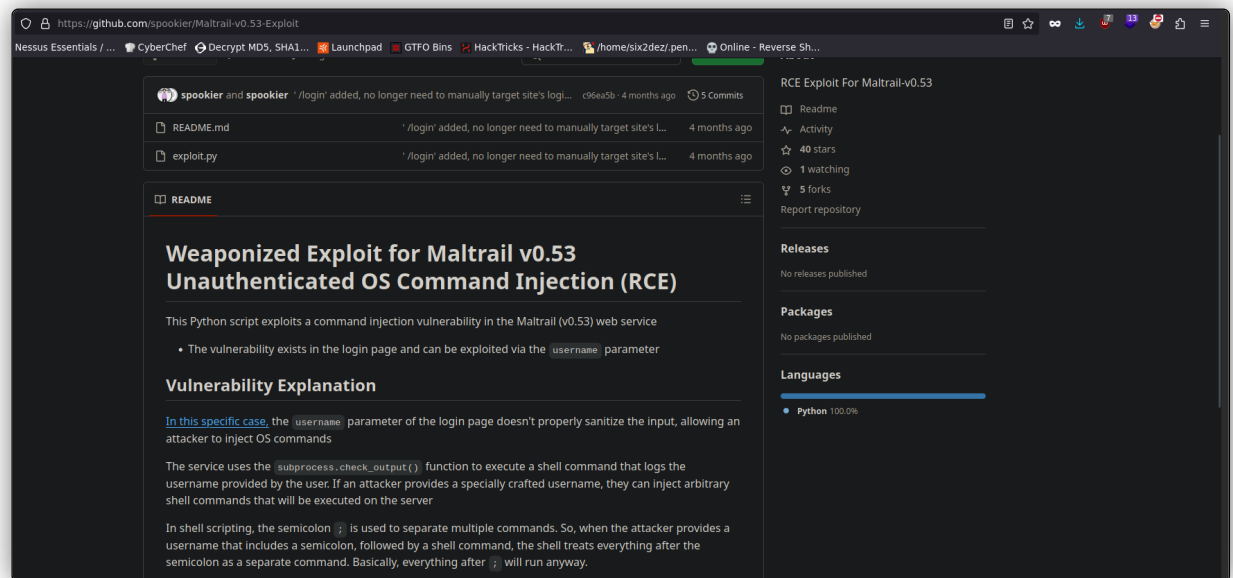 https://github.com/spookier/Maltrail-v0.53-Exploit
7
13
Nessus Essentials / ... CyberChef Decrypt MD5, SHA1... Launchpad GTFO Bins HackTricks - HackTr... /home/six2dez/.pen... Online - Reverse Sh...
spookier and spookier ' /login' added, no longer need to manually target site's logi... c96ea5b · 4 months ago 5 Commits
README.md ' /login' added, no longer need to manually target site's l... 4 months ago
exploit.py ' /login' added, no longer need to manually target site's l... 4 months ago
README
Weaponized Exploit for Maltrail v0.53
Unauthenticated OS Command Injection (RCE)
This Python script exploits a command injection vulnerability in the Maltrail (v0.53) web service
• The vulnerability exists in the login page and can be exploited via the username parameter
Vulnerability Explanation
In this specific case, the username parameter of the login page doesn't properly sanitize the input, allowing an
attacker to inject OS commands
The service uses the subprocess.check_output() function to execute a shell command that logs the
username provided by the user. If an attacker provides a specially crafted username, they can inject arbitrary
shell commands that will be executed on the server
In shell scripting, the semicolon ; is used to separate multiple commands. So, when the attacker provides a
username that includes a semicolon, followed by a shell command, the shell treats everything after the
semicolon as a separate command. Basically, everything after ; will run anyway.
RCE Exploit For Maltrail-v0.53
Readme
Activity
40 stars
1 watching
5 forks
Report repository
Releases
No releases published
Packages
No packages published
Languages
Python 100.0%